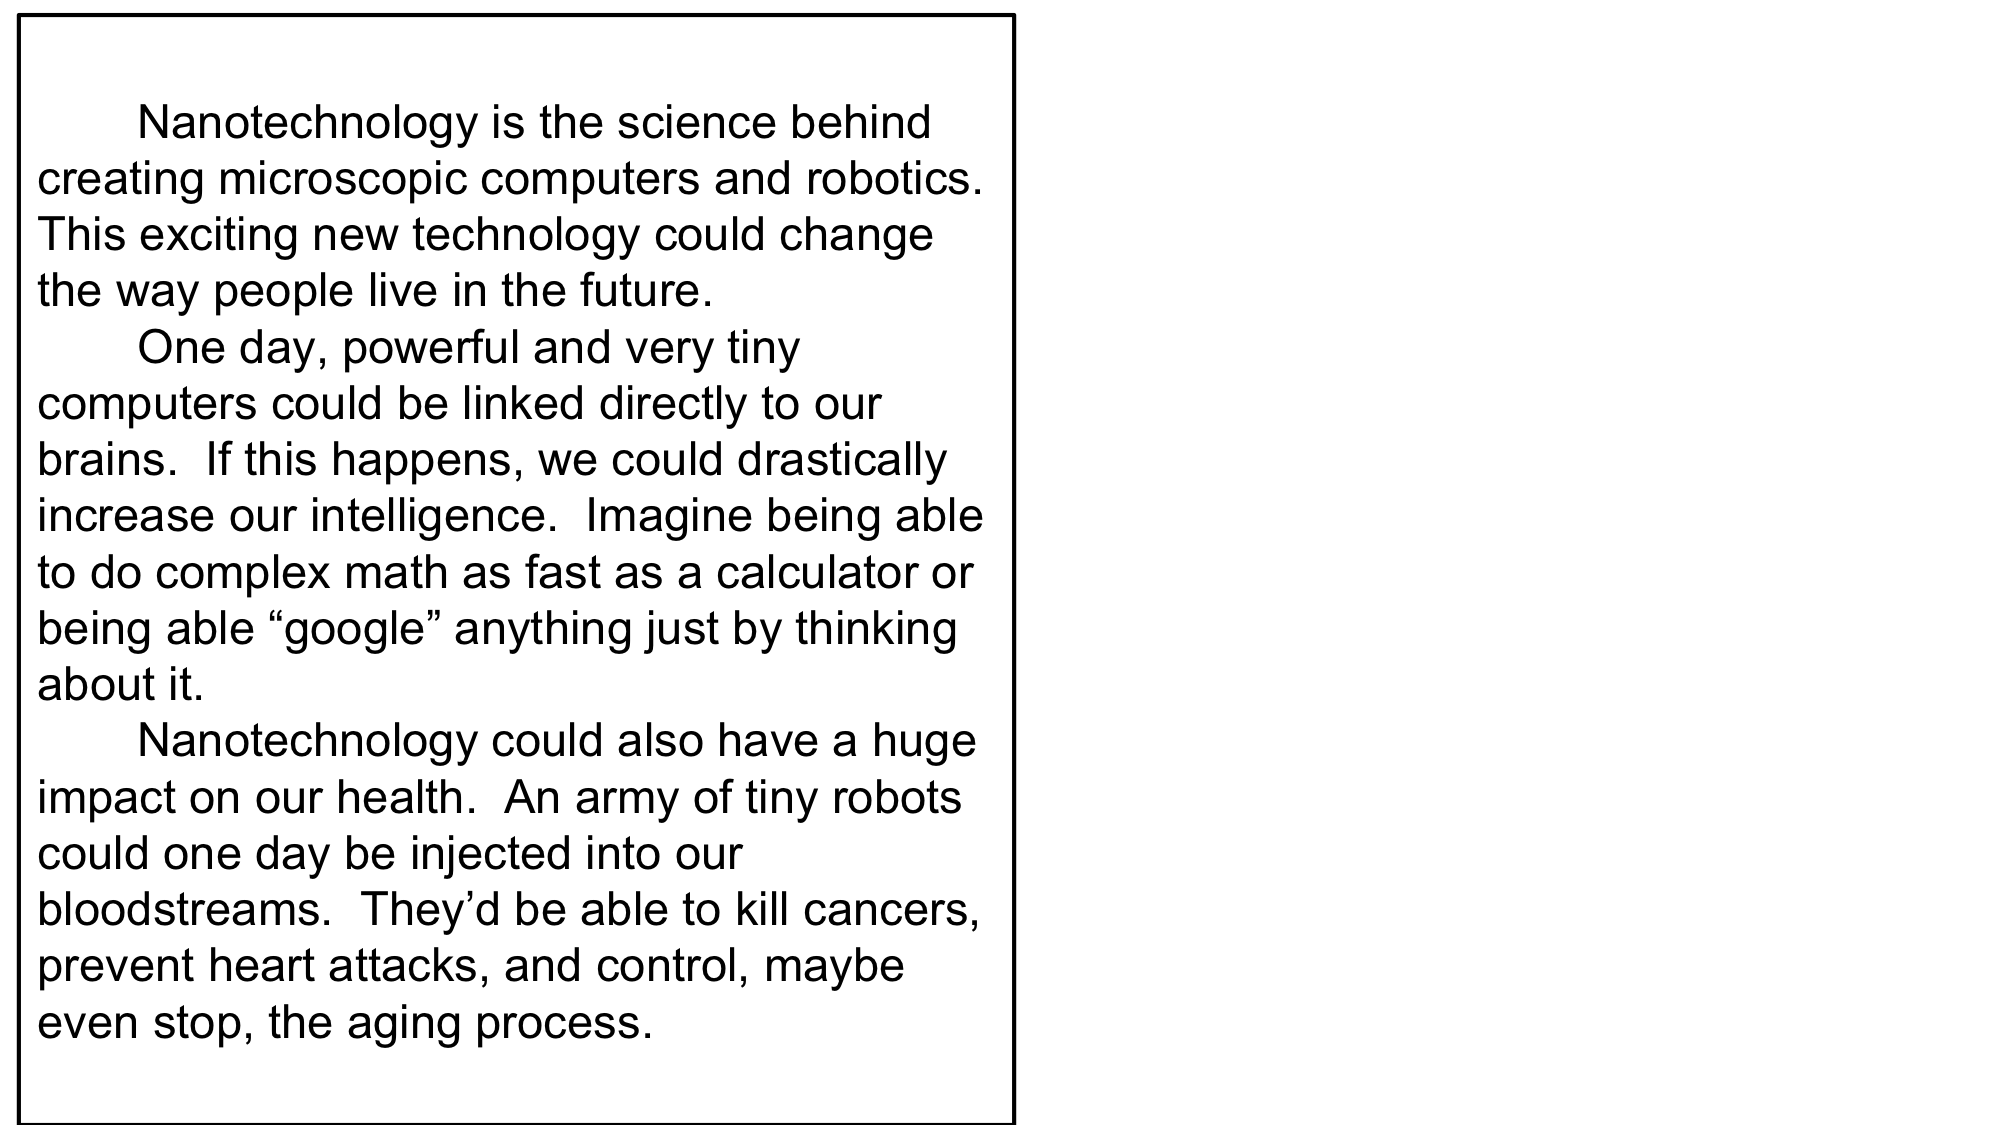 Nanotechnology is the science behind
creating microscopic computers and robotics.
This exciting new technology could change
the way people live in the future.
One day, powerful and very tiny
computers could be linked directly to our
brains.  If this happens, we could drastically
increase our intelligence.  Imagine being able
to do complex math as fast as a calculator or
being able “google” anything just by thinking
about it.
Nanotechnology could also have a huge
impact on our health.  An army of tiny robots
could one day be injected into our
bloodstreams.  They’d be able to kill cancers,
prevent heart attacks, and control, maybe
even stop, the aging process.